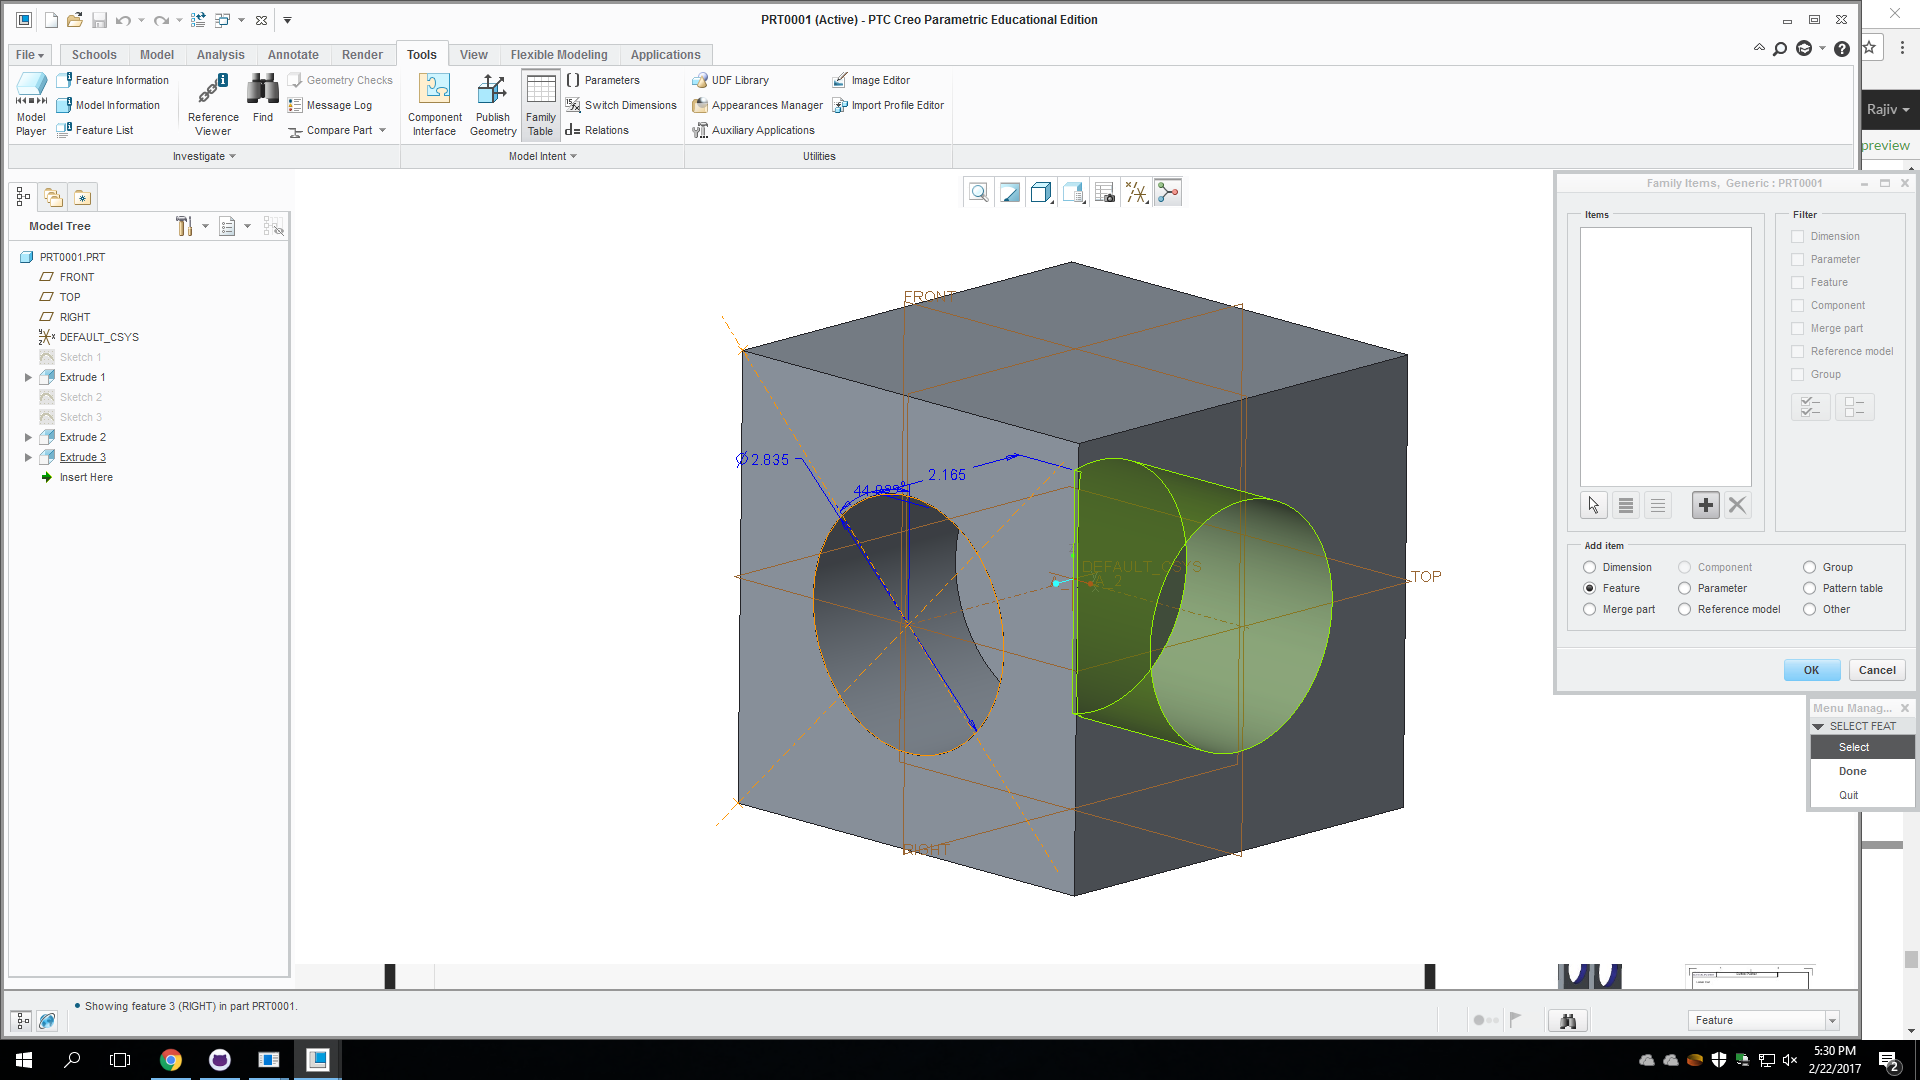 PRT0001 (Active) - PTC Creo Parametric Educational Edition
File
Schools
Model
Analysis
Annotate
Render
Tools
View
Flexible Modeling
Applications
Model Player
Feature Information
Model Information
Feature List
Reference Viewer
Find
Geometry Checks
Message Log
Compare Part
Investigate
Component Interface
Publish Geometry
Family Table
Parameters
Switch Dimensions
Relations
Model Intent
UDF Library
Appearances Manager
Auxiliary Applications
Image Editor
Import Profile Editor
Utilities
Rajiv
preview
Model Tree
PRT0001.PRT
FRONT
TOP
RIGHT
DEFAULT_CSYS
Sketch 1
Extrude 1
Sketch 2
Sketch 3
Extrude 2
Extrude 3
Insert Here
FRONT
Ø2.835
2.165
DEFAULT_CSYS
A_2
TOP
RIGHT
Family Items, Generic : PRT0001
Items
Filter
Dimension
Parameter
Feature
Component
Merge part
Reference model
Group
Add item
Dimension
Component
Group
Feature
Parameter
Pattern table
Merge part
Reference model
Other
OK
Cancel
Menu Manag...
SELECT FEAT
Select
Done
Quit
Showing feature 3 (RIGHT) in part PRT0001.
Feature
5:30 PM
2/22/2017
2